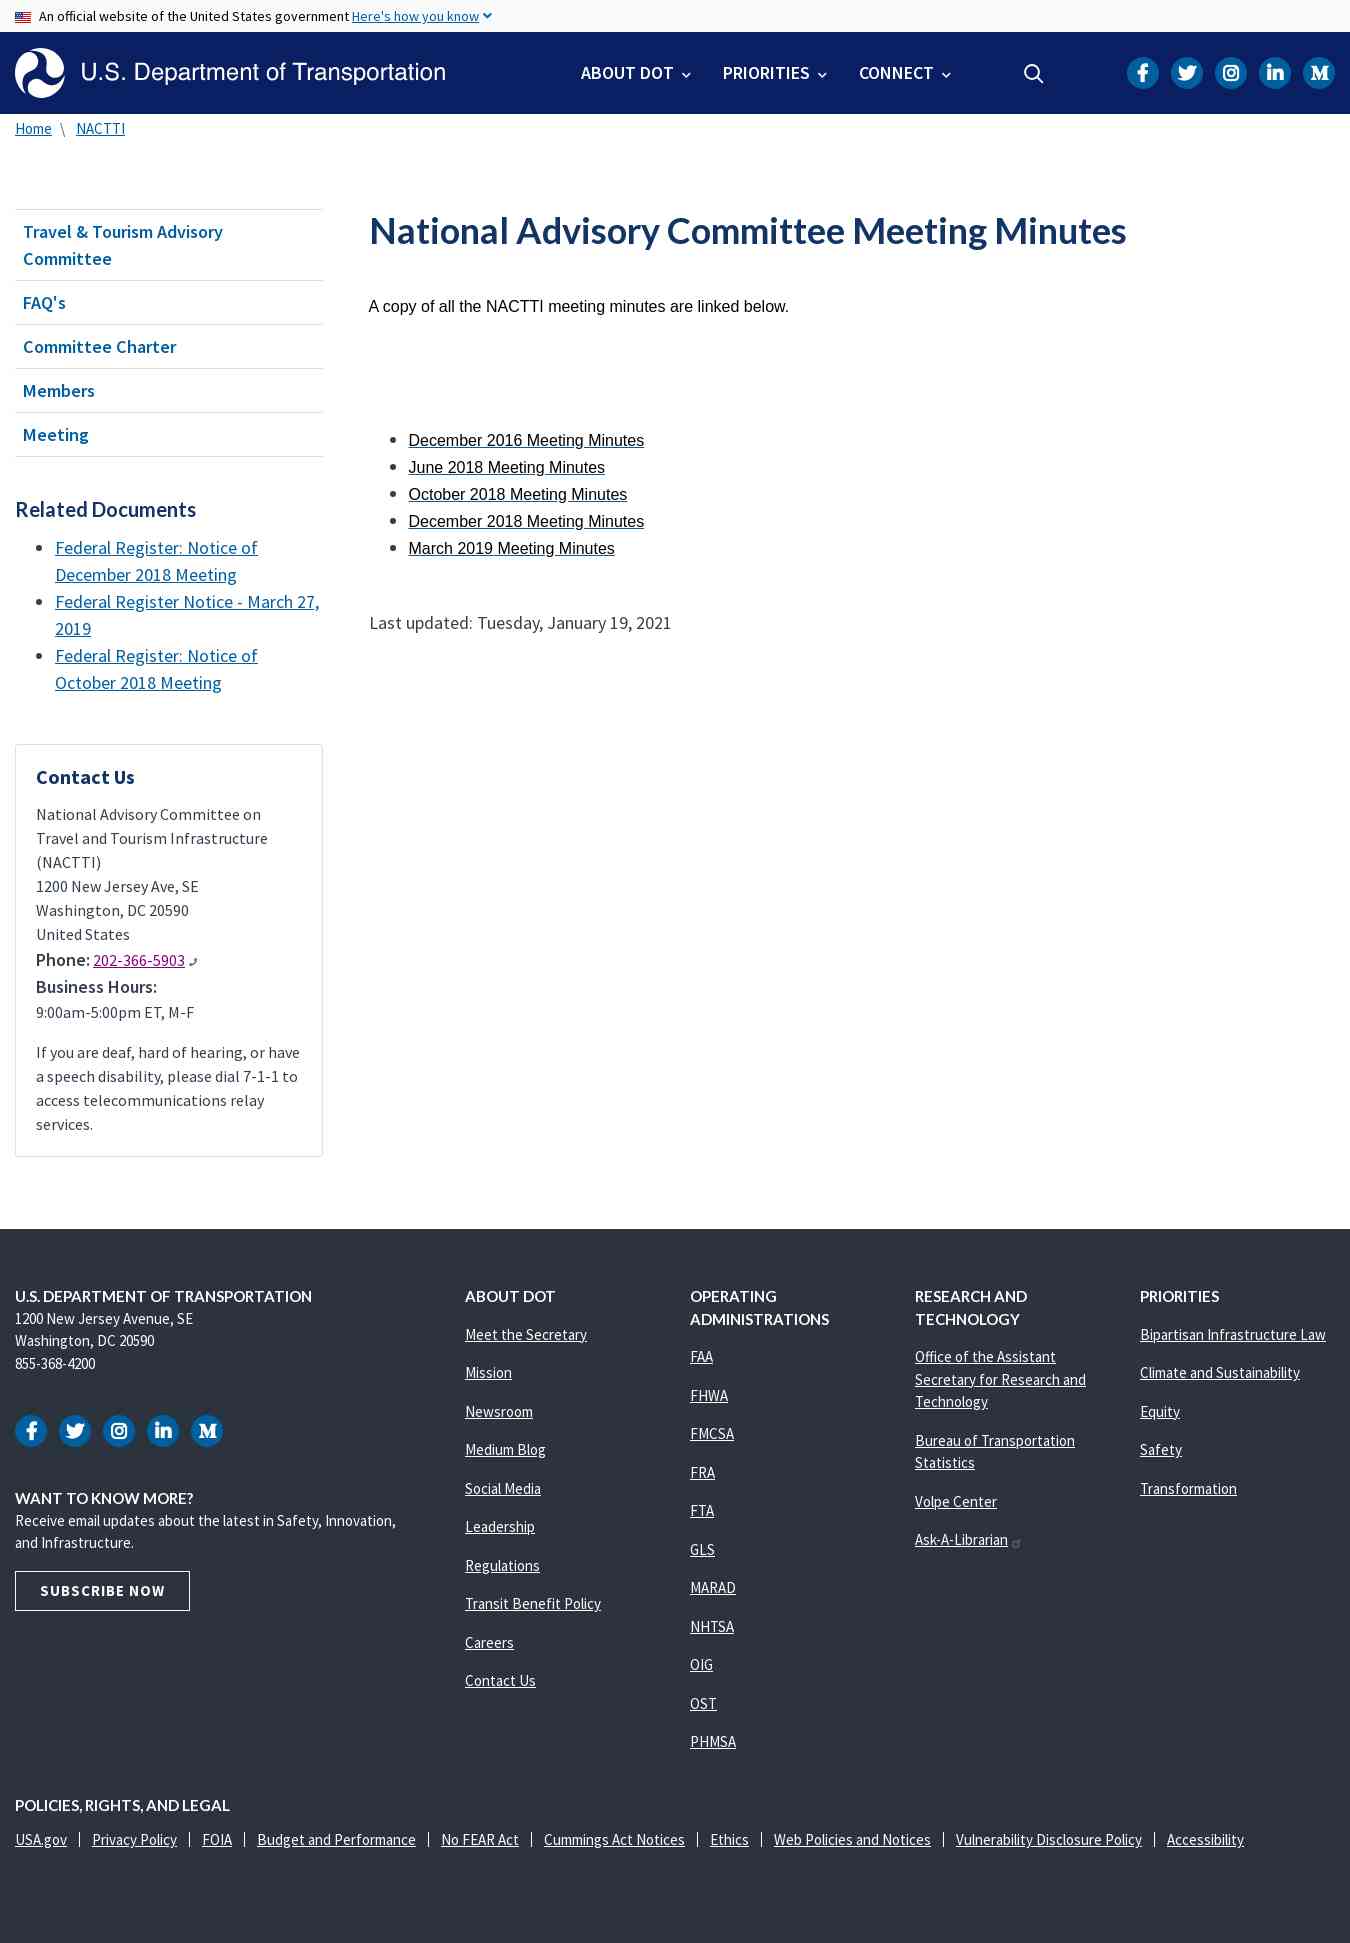 An official website of the United States government Here's how you know
U.S. Department of Transportation
ABOUT DOT
PRIORITIES
CONNECT
Home \ NACTTI
Travel & Tourism Advisory
Committee
FAQ's
Committee Charter
Members
Meeting
Related Documents
Federal Register: Notice of
December 2018 Meeting
Federal Register Notice - March 27,
2019
Federal Register: Notice of
October 2018 Meeting
Contact Us
National Advisory Committee on
Travel and Tourism Infrastructure
(NACTTI)
1200 New Jersey Ave, SE
Washington, DC 20590
United States
Phone: 202-366-5903
Business Hours:
9:00am-5:00pm ET, M-F
If you are deaf, hard of hearing, or have
a speech disability, please dial 7-1-1 to
access telecommunications relay
services.
National Advisory Committee Meeting Minutes
A copy of all the NACTTI meeting minutes are linked below.
December 2016 Meeting Minutes
June 2018 Meeting Minutes
October 2018 Meeting Minutes
December 2018 Meeting Minutes
March 2019 Meeting Minutes
Last updated: Tuesday, January 19, 2021
U.S. DEPARTMENT OF TRANSPORTATION
1200 New Jersey Avenue, SE
Washington, DC 20590
855-368-4200
WANT TO KNOW MORE?
Receive email updates about the latest in Safety, Innovation,
and Infrastructure.
SUBSCRIBE NOW
ABOUT DOT
Meet the Secretary
Mission
Newsroom
Medium Blog
Social Media
Leadership
Regulations
Transit Benefit Policy
Careers
Contact Us
OPERATING
ADMINISTRATIONS
FAA
FHWA
FMCSA
FRA
FTA
GLS
MARAD
NHTSA
OIG
OST
PHMSA
RESEARCH AND
TECHNOLOGY
Office of the Assistant
Secretary for Research and
Technology
Bureau of Transportation
Statistics
Volpe Center
Ask-A-Librarian
PRIORITIES
Bipartisan Infrastructure Law
Climate and Sustainability
Equity
Safety
Transformation
POLICIES, RIGHTS, AND LEGAL
USA.gov | Privacy Policy | FOIA | Budget and Performance | No FEAR Act | Cummings Act Notices | Ethics | Web Policies and Notices | Vulnerability Disclosure Policy | Accessibility